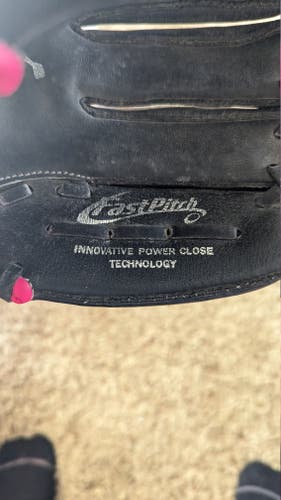 FastPitch
INNOVATIVE POWER CLOSE
TECHNOLOGY